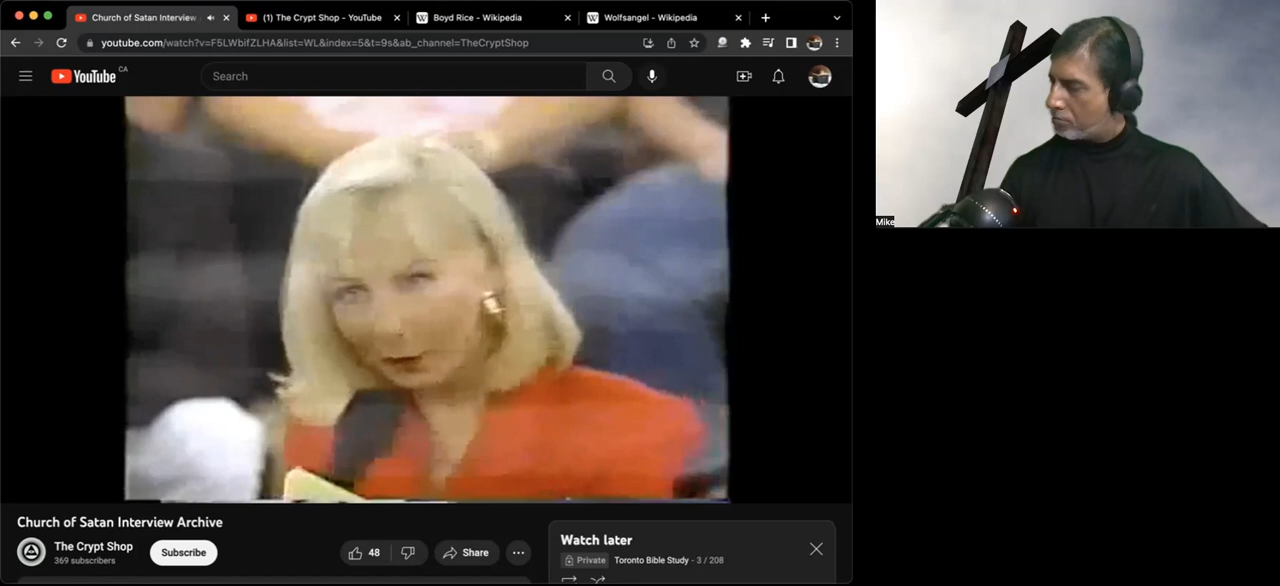 Church of Satan Interview
(1) The Crypt Shop - YouTube
Boyd Rice - Wikipedia
Wolfsangel - Wikipedia
youtube.com/watch?v=F5LWbifZLHA&list=WL&index=5&t=9s&ab_channel=TheCryptShop
YouTube CA
Search
Mike
Church of Satan Interview Archive
The Crypt Shop
369 subscribers
Subscribe
48
Share
Watch later
Private
Toronto Bible Study - 3 / 208